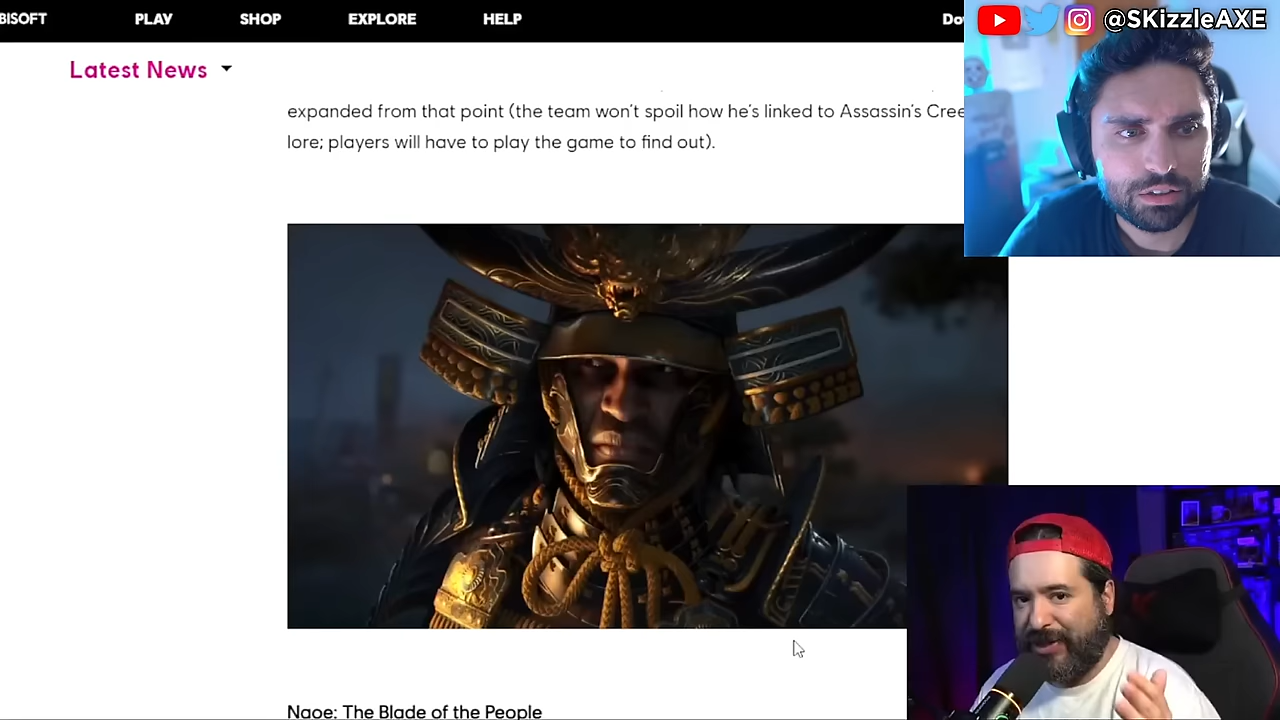 BISOFT PLAY SHOP EXPLORE HELP Dov
@SKizzleAXE
Latest News
expanded from that point (the team won't spoil how he's linked to Assassin's Cree
lore; players will have to play the game to find out).
Naoe: The Blade of the People